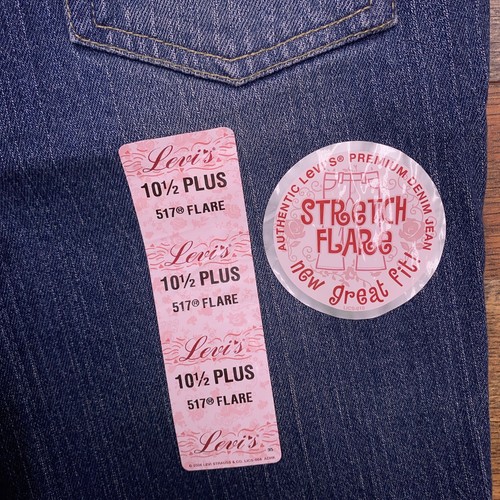 Levi's
10½ PLUS
517® FLARE
Levi's
10½ PLUS
517® FLARE
Levi's
10½ PLUS
517® FLARE
Levi's
AUTHENTIC LEVI'S® PREMIUM DENIM JEAN
STRETCH
FLARE
new great fit!